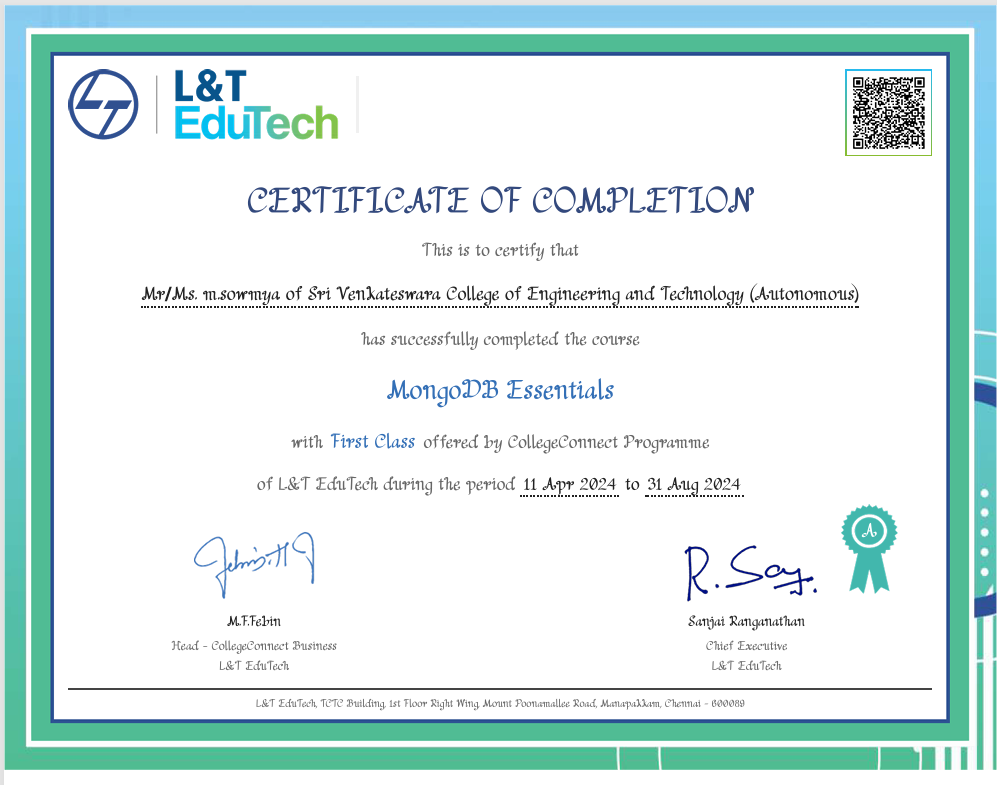 L&T
EduTech
CERTIFICATE OF COMPLETION
This is to certify that
Mr/Ms. m.sowmya of Sri Venkateswara College of Engineering and Technology (Autonomous)
has successfully completed the course
MongoDB Essentials
with First Class offered by CollegeConnect Programme
of L&T EduTech during the period 11 Apr 2024 to 31 Aug 2024
A
R. Say.
M.F.Febin
Sanjai Ranganathan
Head - CollegeConnect Business
Chief Executive
L&T EduTech
L&T EduTech
L&T EduTech, TCTC Building, 1st Floor Right Wing, Mount Poonamallee Road, Manapakkam, Chennai - 600089